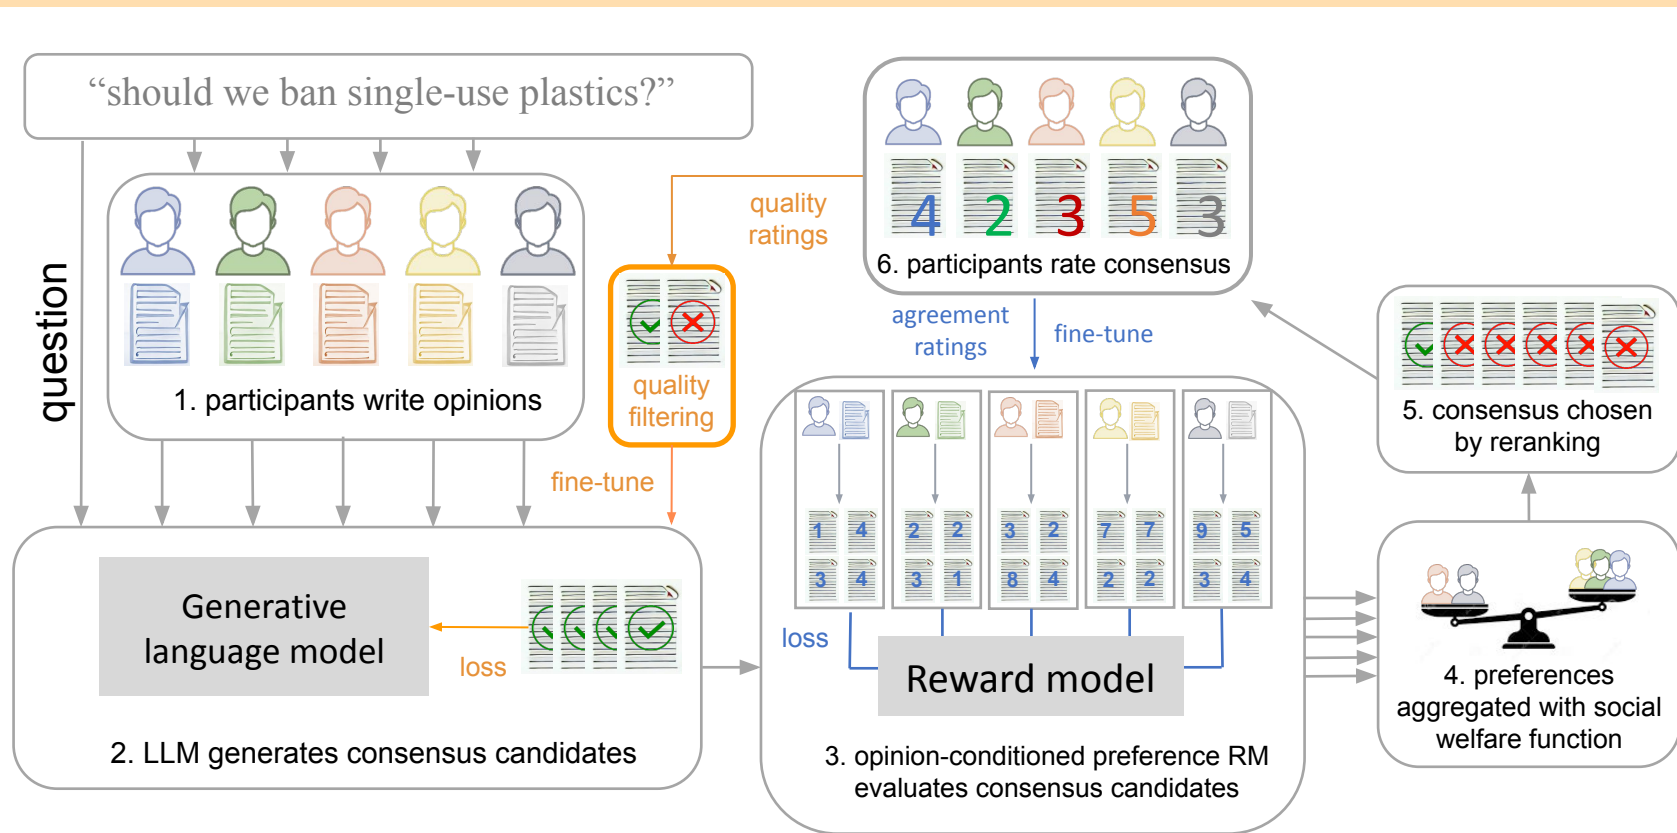 “should we ban single-use plastics?”
question
1. participants write opinions
quality
ratings
quality
filtering
fine-tune
4 2 3 5 3
6. participants rate consensus
agreement
ratings
fine-tune
Generative
language model
loss
2. LLM generates consensus candidates
1 4 2 2 3 2 7 7 9 5
3 4 3 1 8 4 2 2 3 4
loss
Reward model
3. opinion-conditioned preference RM
evaluates consensus candidates
4. preferences
aggregated with social
welfare function
5. consensus chosen
by reranking